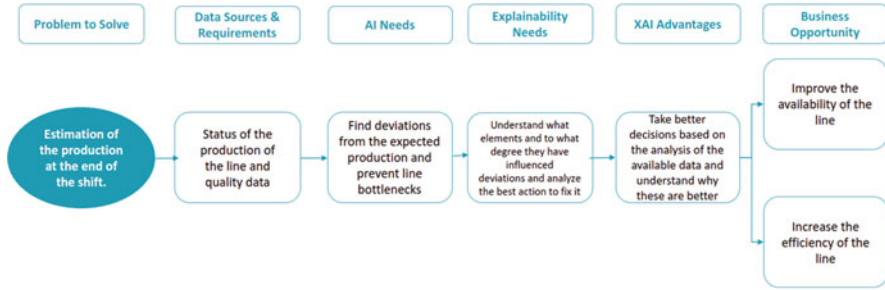 Problem to Solve
Data Sources &
Requirements
AI Needs
Explainability
Needs
XAI Advantages
Business
Opportunity
Estimation of
the production
at the end of
the shift.
Status of the
production of
the line and
quality data
Find deviations
from the expected
production and
prevent line
bottlenecks
Understand what
elements and to what
degree they have
influenced
deviations and analyze
the best action to fix it
Take better
decisions based on
the analysis of the
available data and
understand why
these are better
Improve the
availability of the
line
Increase the
efficiency of the
line